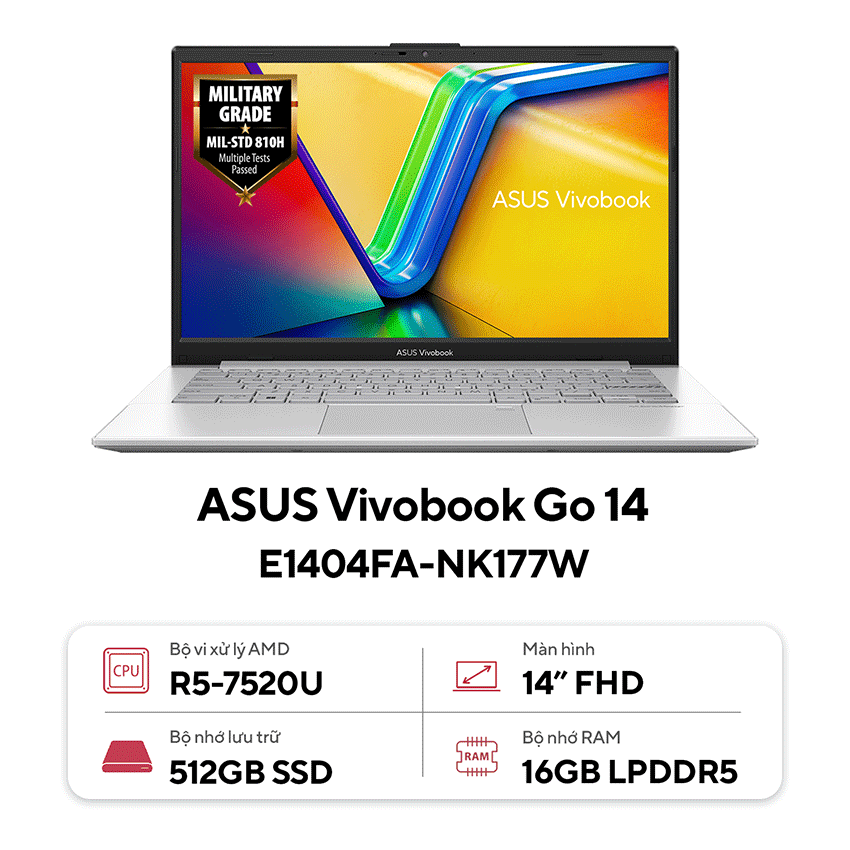 MILITARY
GRADE
MIL-STD 810H
Multiple Tests
Passed
ASUS Vivobook
ASUS Vivobook
ASUS Vivobook Go 14
E1404FA-NK177W
CPU
Bộ vi xử lý AMD
R5-7520U
Màn hình
14” FHD
Bộ nhớ lưu trữ
512GB SSD
RAM
Bộ nhớ RAM
16GB LPDDR5